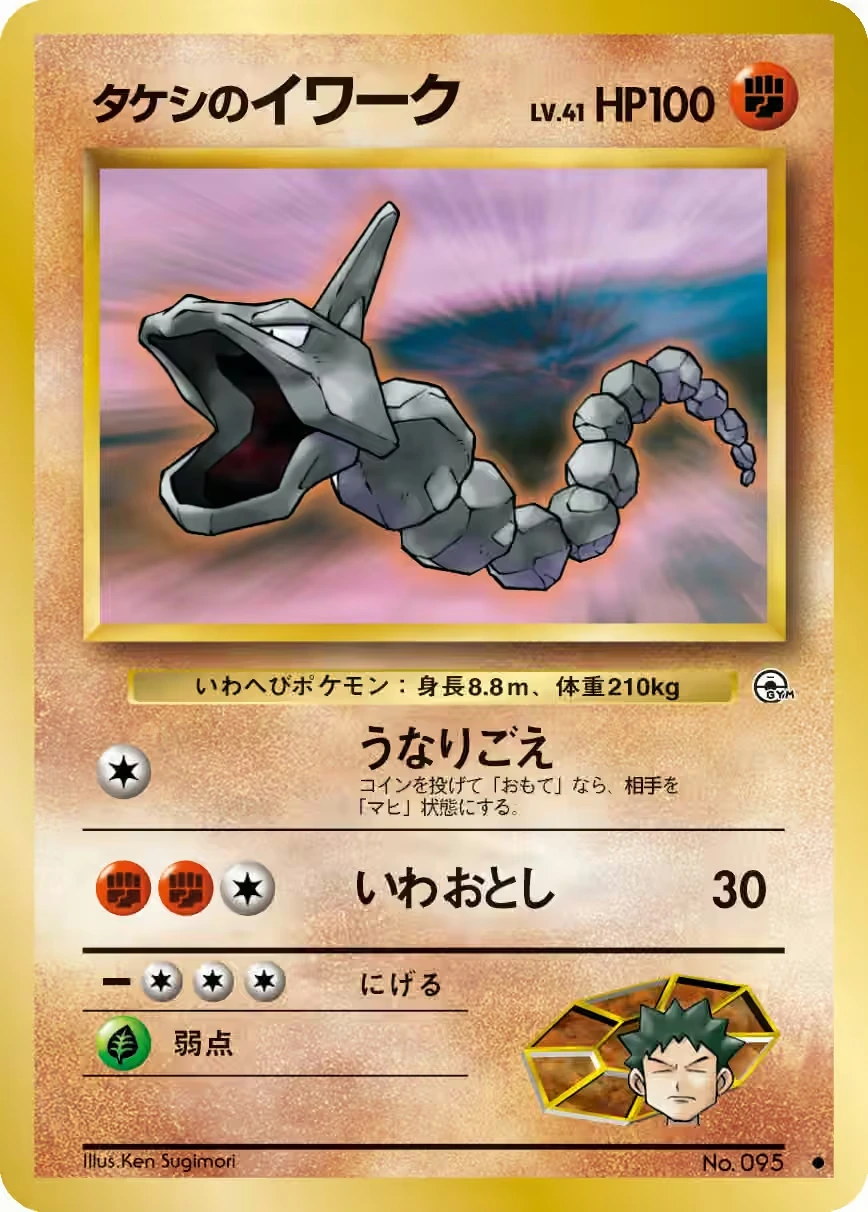 タケシのイワーク LV.41 HP100
いわへびポケモン：身長8.8m、体重210kg
GYM
うなりごえ
コインを投げて「おもて」なら、相手を
「マヒ」状態にする。
いわおとし 30
にげる
弱点
Illus.Ken Sugimori No.095